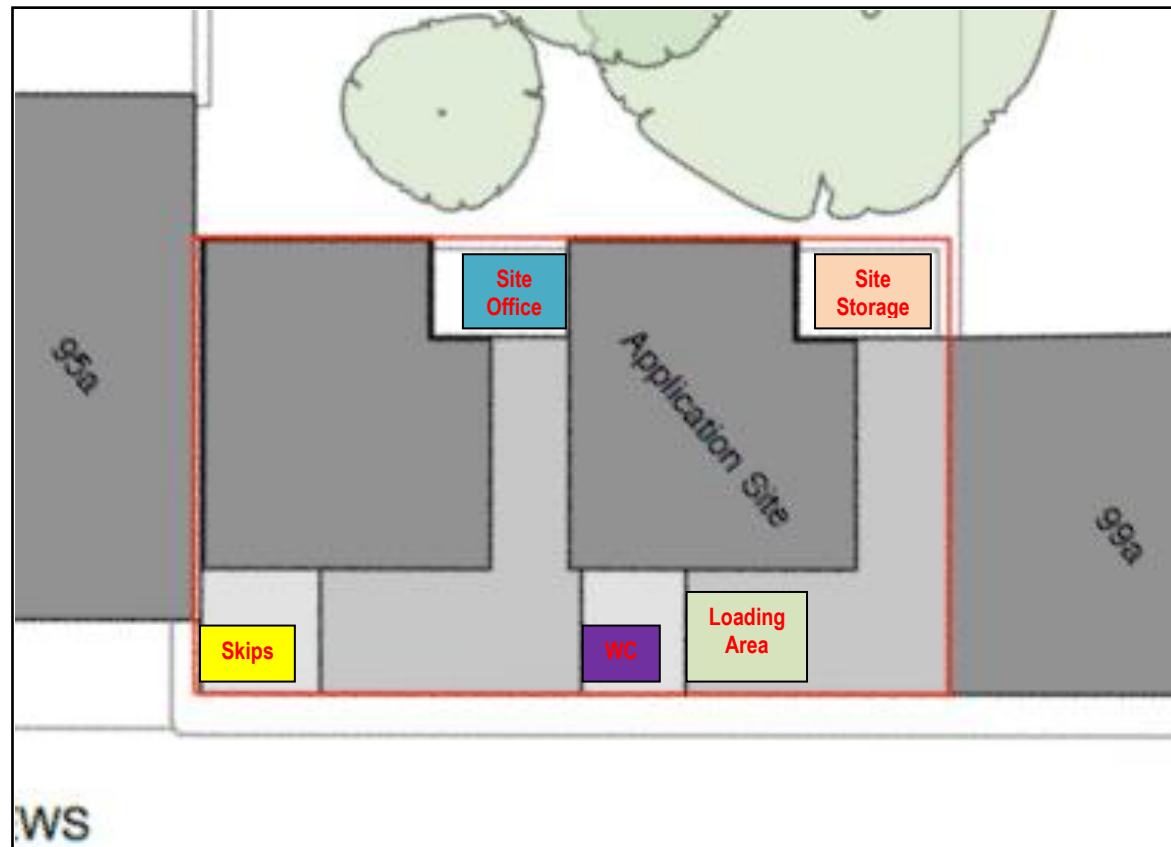 Site
Office
Site
Storage
95a
Application Site
99a
Skips
WC
Loading
Area
EWS